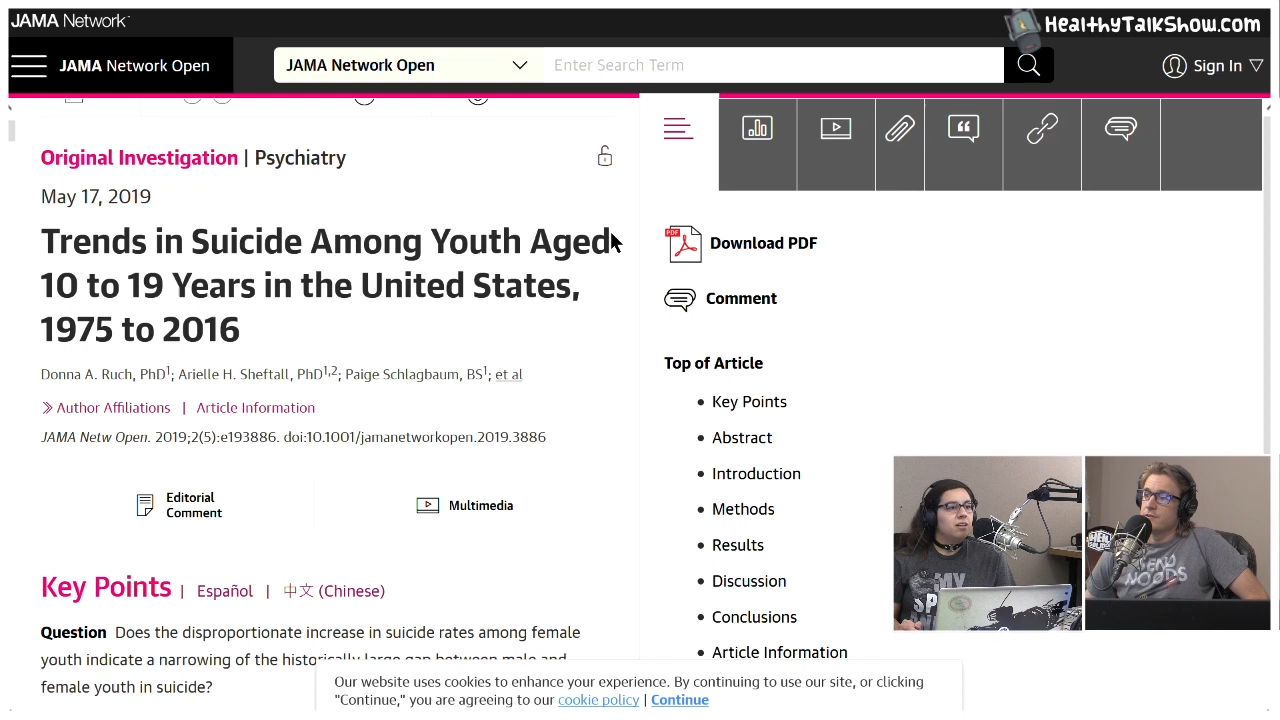 JAMA Network
HealthyTalkShow.com
JAMA Network Open
JAMA Network Open
Enter Search Term
Sign In
Original Investigation | Psychiatry
May 17, 2019
Trends in Suicide Among Youth Aged
10 to 19 Years in the United States,
1975 to 2016
Donna A. Ruch, PhD1; Arielle H. Sheftall, PhD1,2; Paige Schlagbaum, BS1; et al
Author Affiliations | Article Information
JAMA Netw Open. 2019;2(5):e193886. doi:10.1001/jamanetworkopen.2019.3886
Editorial
Comment
Multimedia
Key Points | Español | 中文 (Chinese)
Question Does the disproportionate increase in suicide rates among female
youth indicate a narrowing of the historically large gap between male and
female youth in suicide?
PDF
Download PDF
Comment
Top of Article
• Key Points
• Abstract
• Introduction
• Methods
• Results
• Discussion
• Conclusions
• Article Information
MY
SEND
NOODS
Our website uses cookies to enhance your experience. By continuing to use our site, or clicking
"Continue," you are agreeing to our cookie policy | Continue